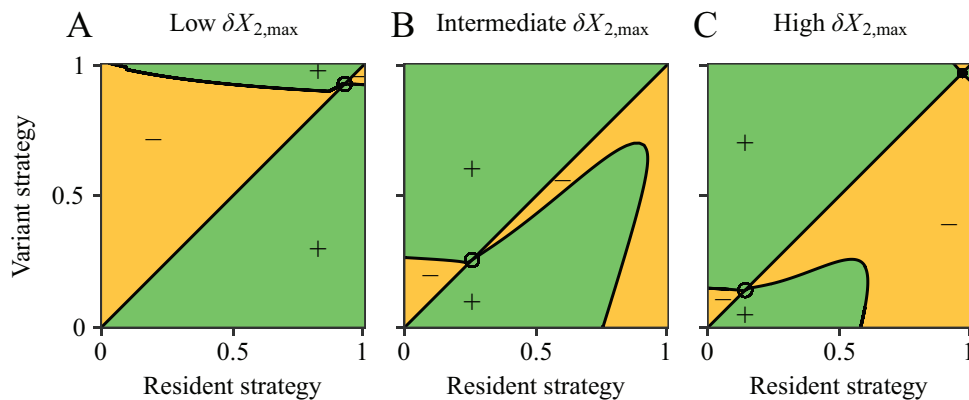 A Low δX2,max
B Intermediate δX2,max
C High δX2,max
Variant strategy
1
0.5
0
+
−
+
−
0 0.5 1
Resident strategy
+
−
−
+
0 0.5 1
Resident strategy
+
−
−
+
0 0.5 1
Resident strategy